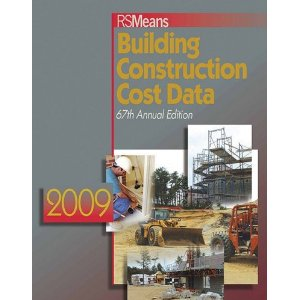 RSMeans
Building
Construction
Cost Data
67th Annual Edition
2009